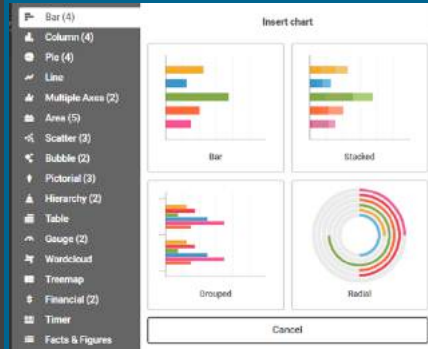 Bar (4)
Column (4)
Pie (4)
Line
Multiple Axes (2)
Area (5)
Scatter (3)
Bubble (2)
Pictorial (3)
Hierarchy (2)
Table
Gauge (2)
Wordcloud
Treemap
Financial (2)
Timer
Facts & Figures
Insert chart
Bar
Stacked
Grouped
Radial
Cancel